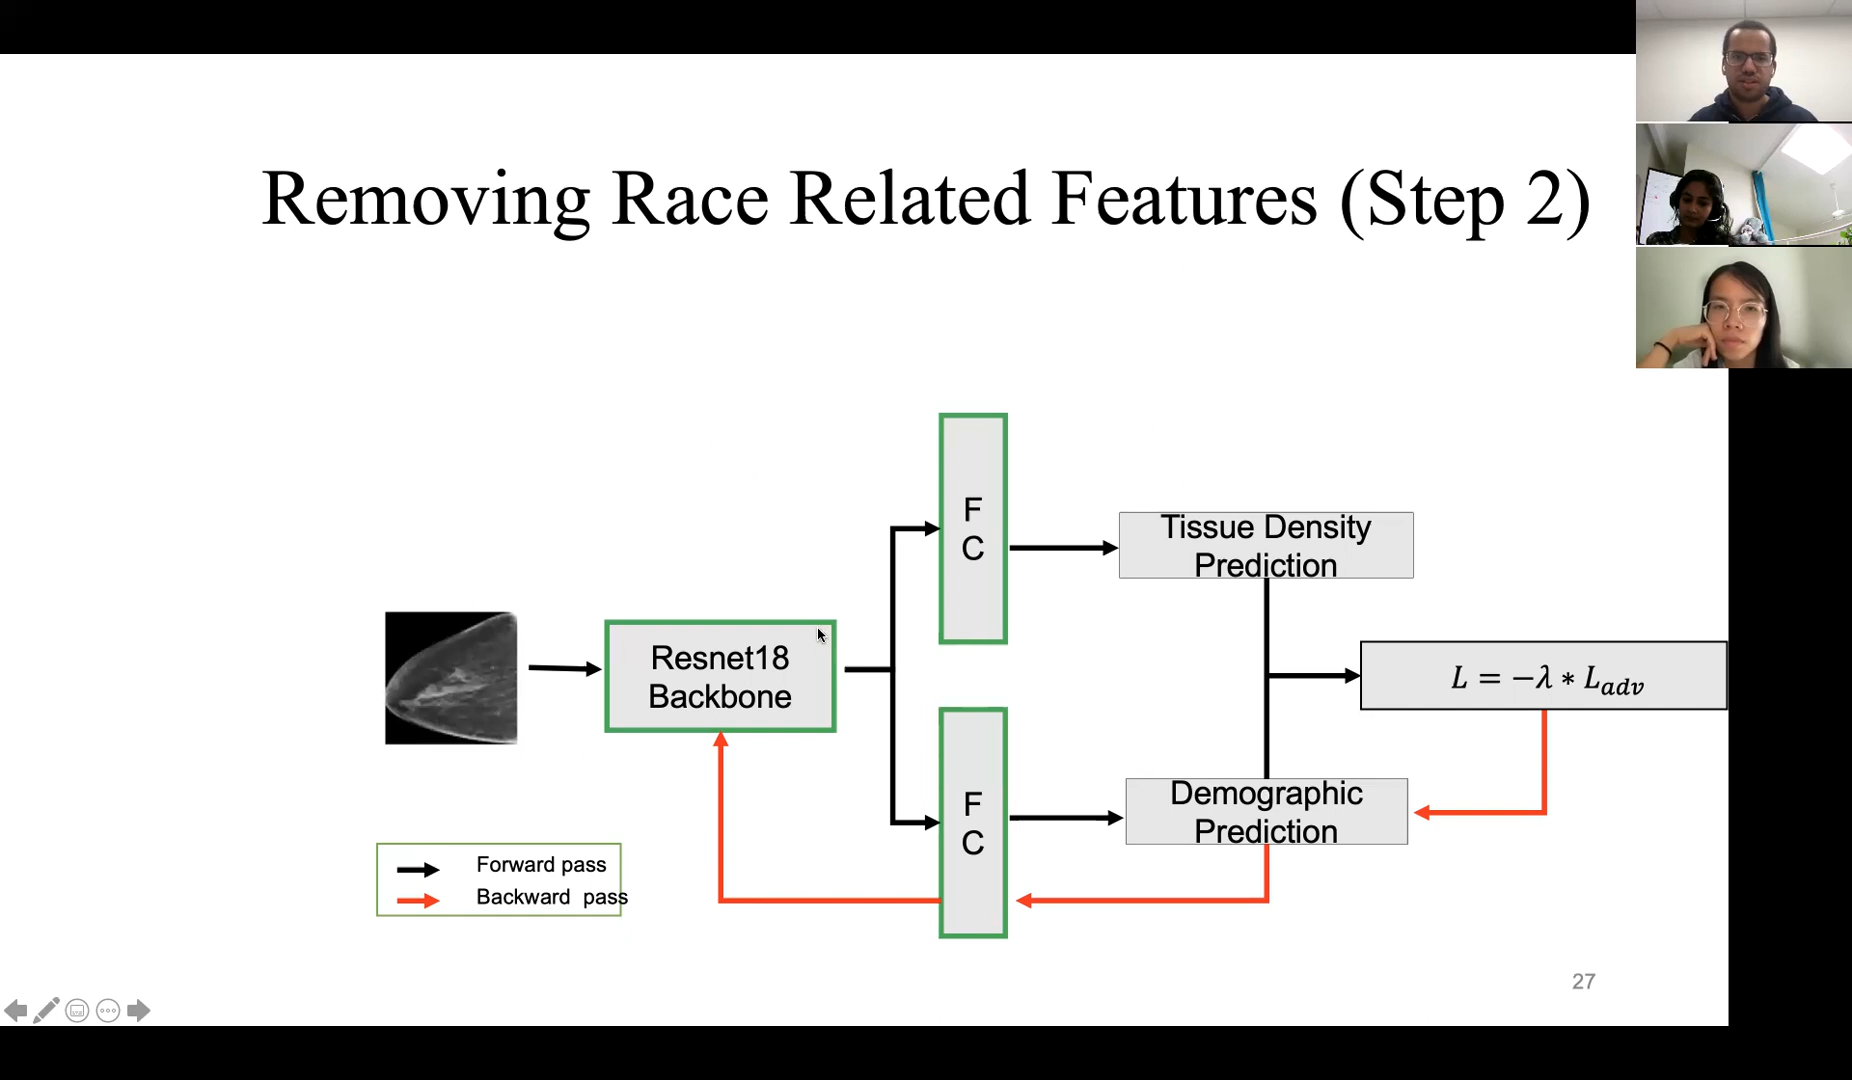 Removing Race Related Features (Step 2)
F
C
Tissue Density
Prediction
Resnet18
Backbone
L = −λ ∗ L_adv
F
C
Demographic
Prediction
Forward pass
Backward pass
27